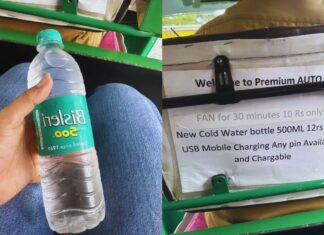 Bisleri
500
Welcome to Premium AUTO
FAN for 30 minutes 10 Rs only
New Cold Water bottle 500ML 12rs
USB Mobile Charging Any pin Availa
and Chargable